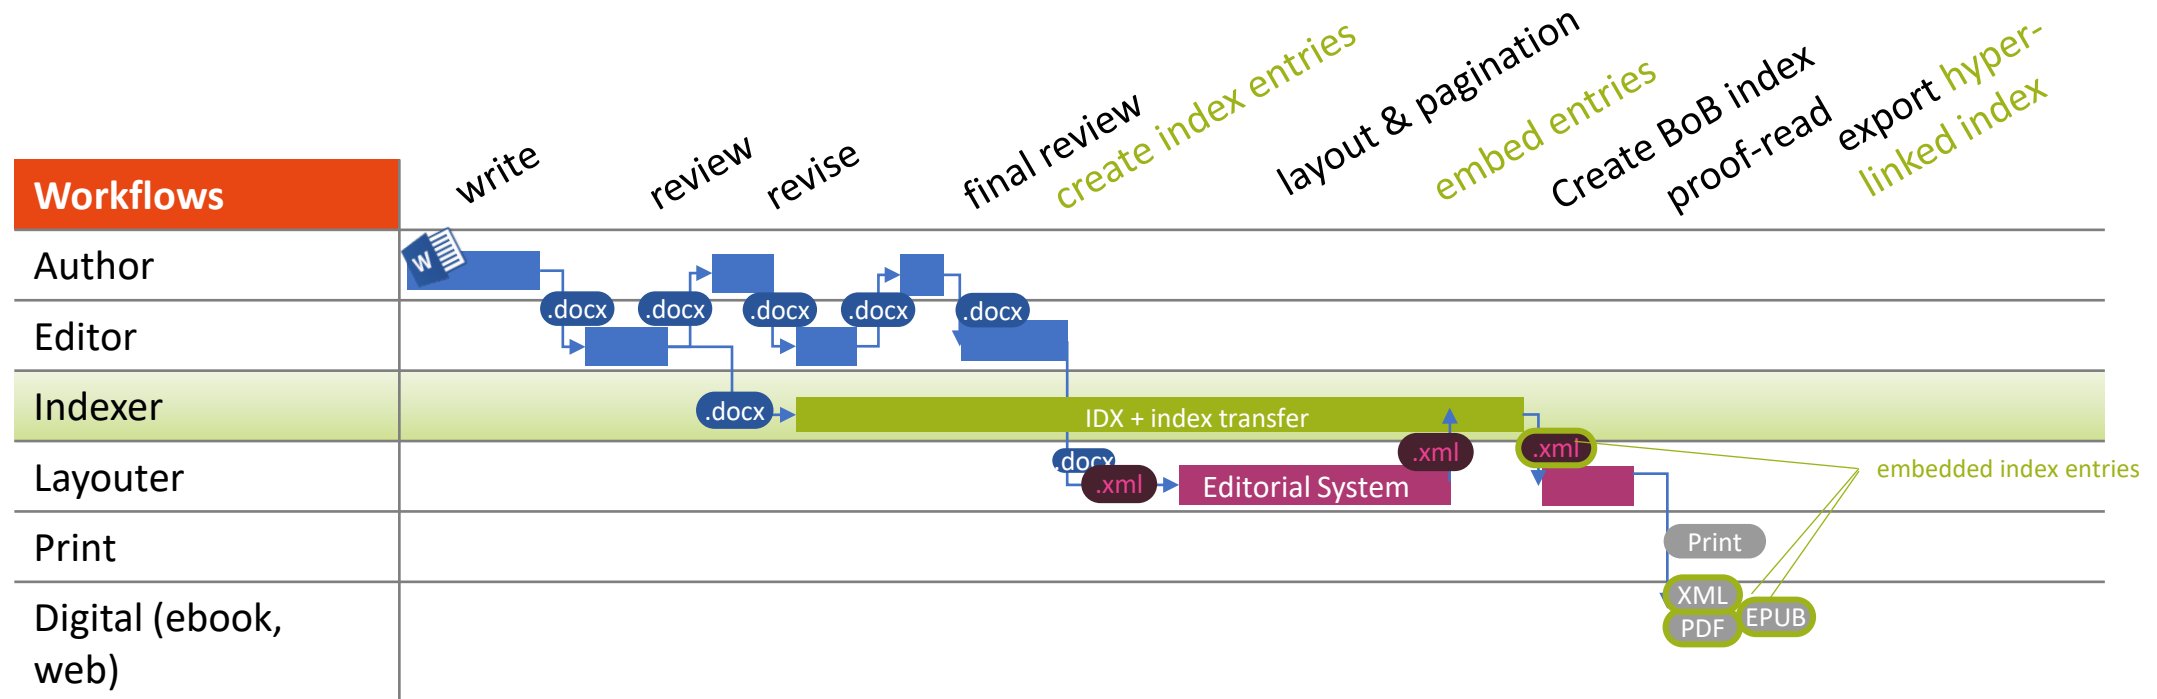 write
review
revise
final review
create index entries
layout & pagination
embed entries
Create BoB index
proof-read
export hyper-
linked index
Workflows
Author
W
.docx
.docx
.docx
.docx
.docx
Editor
Indexer
.docx
IDX + index transfer
.docx
.xml
.xml
.xml
Layouter
Editorial System
embedded index entries
Print
Print
Digital (ebook,
web)
XML
PDF
EPUB